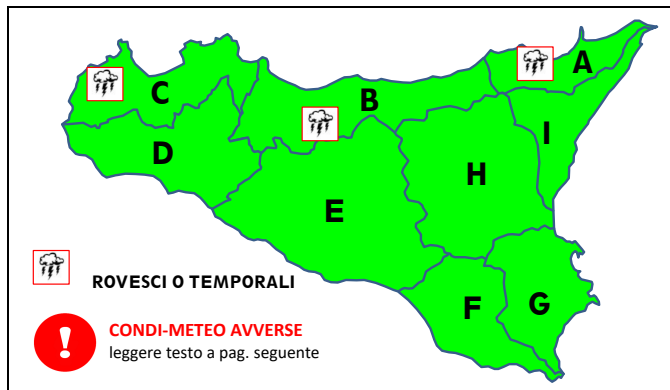 A
C
B
I
D
H
E
ROVESCI O TEMPORALI
F
G
CONDI-METEO AVVERSE
leggere testo a pag. seguente